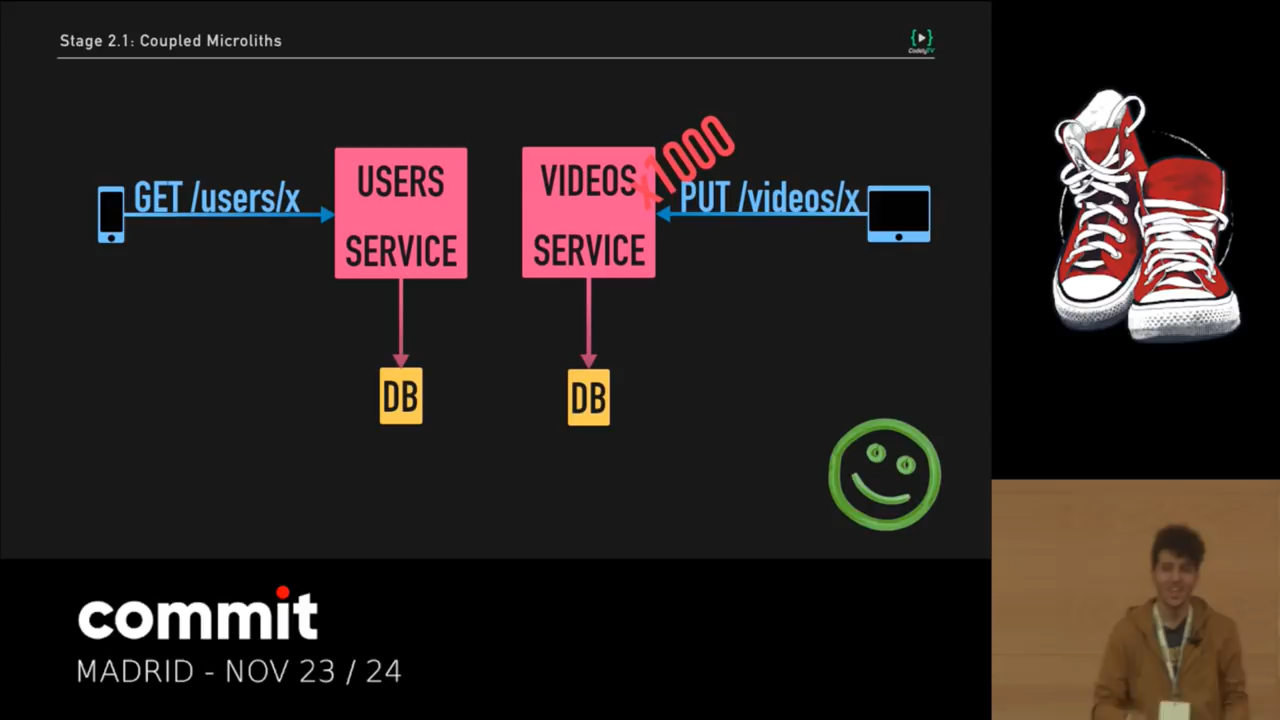 Stage 2.1: Coupled Microliths
{▶}
CodelyTV
x1000
GET /users/x
USERS
SERVICE
VIDEOS
SERVICE
PUT /videos/x
DB
DB
commit
MADRID - NOV 23 / 24